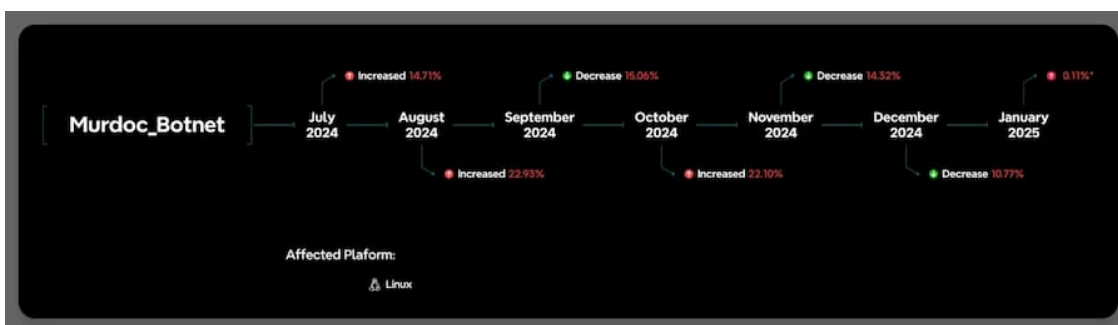 Increased 14.71%
Decrease 15.06%
Decrease 14.32%
0.11%*
Murdoc_Botnet
July
2024
August
2024
September
2024
October
2024
November
2024
December
2024
January
2025
Increased 22.93%
Increased 22.10%
Decrease 10.77%
Affected Plaform:
Linux